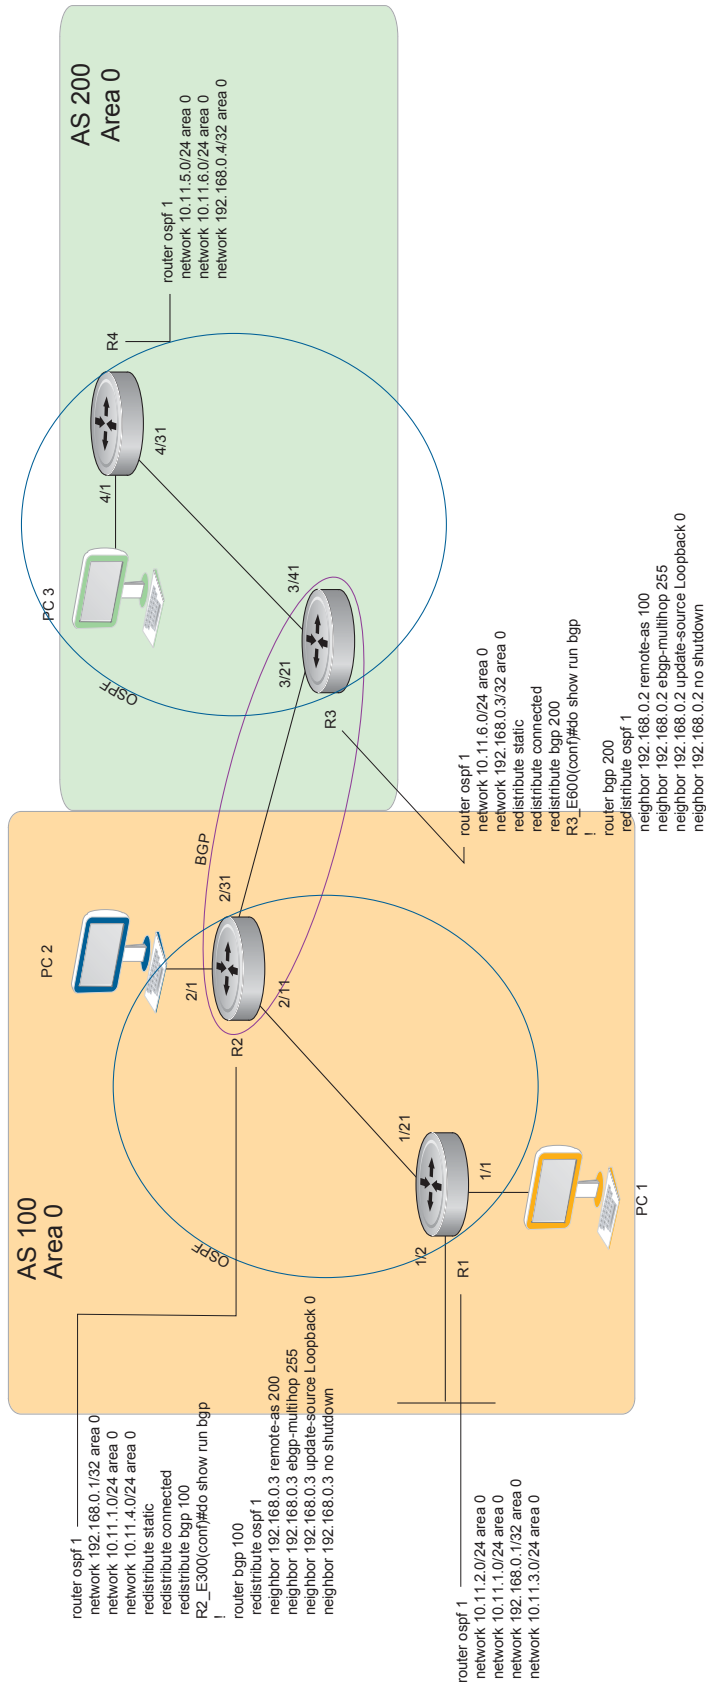 AS 100
Area 0
AS 200
Area 0
OSPF
OSPF
BGP
PC 2
2/1
2/31
2/11
R2
1/21
1/1
1/2
R1
PC 1
PC 3
4/1
4/31
R4
3/41
3/21
R3
router ospf 1
network 192.168.0.1/32 area 0
network 10.11.1.0/24 area 0
network 10.11.4.0/24 area 0
redistribute static
redistribute connected
redistribute bgp 100
R2_E300(conf)#do show run bgp
!
router bgp 100
redistribute ospf 1
neighbor 192.168.0.3 remote-as 200
neighbor 192.168.0.3 ebgp-multihop 255
neighbor 192.168.0.3 update-source Loopback 0
neighbor 192.168.0.3 no shutdown
router ospf 1
network 10.11.2.0/24 area 0
network 10.11.1.0/24 area 0
network 192.168.0.1/32 area 0
network 10.11.3.0/24 area 0
router ospf 1
network 10.11.6.0/24 area 0
network 192.168.0.3/32 area 0
redistribute static
redistribute connected
redistribute bgp 200
R3_E600(conf)#do show run bgp
!
router bgp 200
redistribute ospf 1
neighbor 192.168.0.2 remote-as 100
neighbor 192.168.0.2 ebgp-multihop 255
neighbor 192.168.0.2 update-source Loopback 0
neighbor 192.168.0.2 no shutdown
router ospf 1
network 10.11.5.0/24 area 0
network 10.11.6.0/24 area 0
network 192.168.0.4/32 area 0